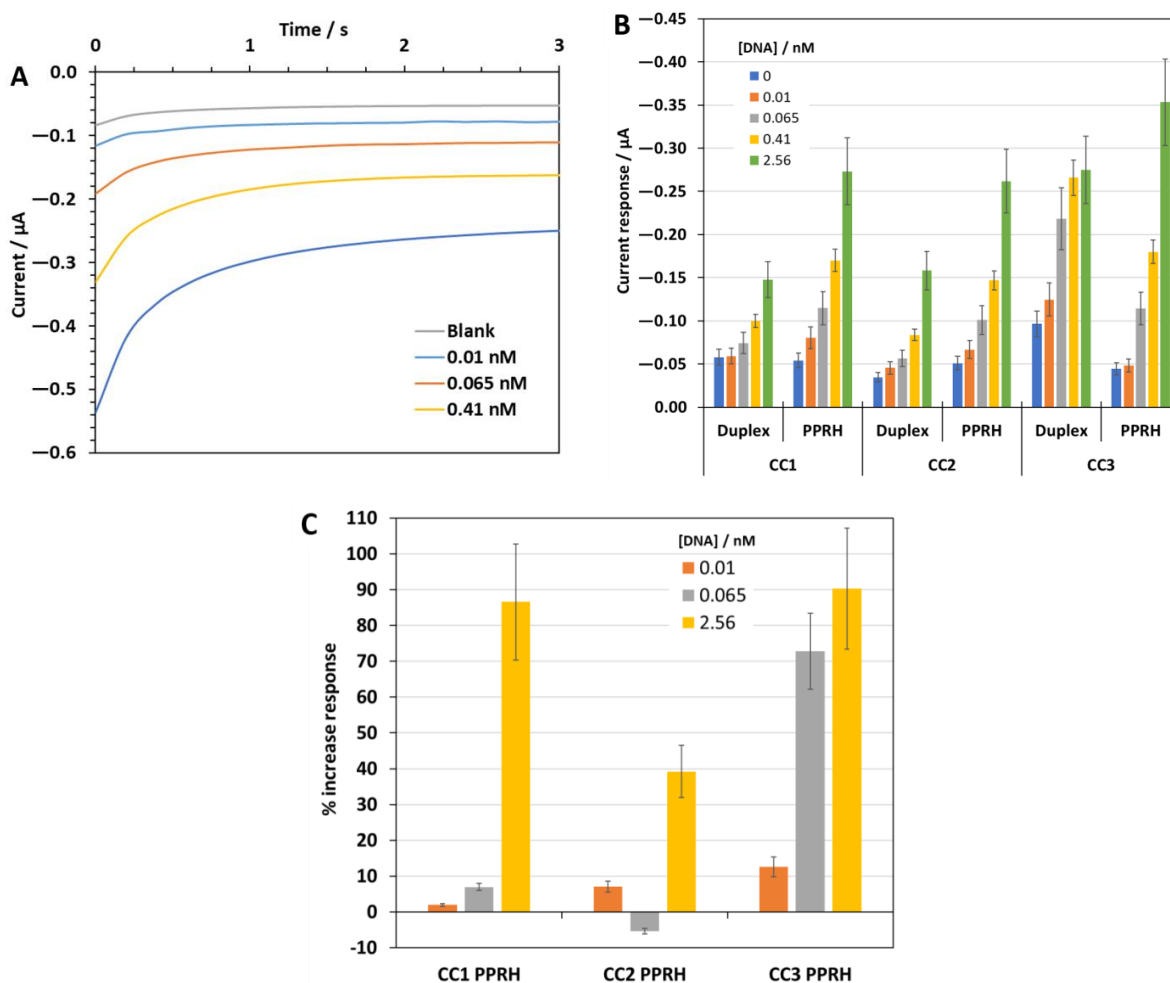 A
Time / s
0 1 2 3
0.0
—0.1
—0.2
—0.3
—0.4
—0.5
—0.6
Current / µA
Blank
0.01 nM
0.065 nM
0.41 nM
B
—0.45
—0.40
—0.35
—0.30
—0.25
—0.20
—0.15
—0.10
—0.05
0.00
Current response / µA
[DNA] / nM
0
0.01
0.065
0.41
2.56
Duplex PPRH Duplex PPRH Duplex PPRH
CC1 CC2 CC3
C
110
100
90
80
70
60
50
40
30
20
10
0
-10
% increase response
[DNA] / nM
0.01
0.065
2.56
CC1 PPRH CC2 PPRH CC3 PPRH